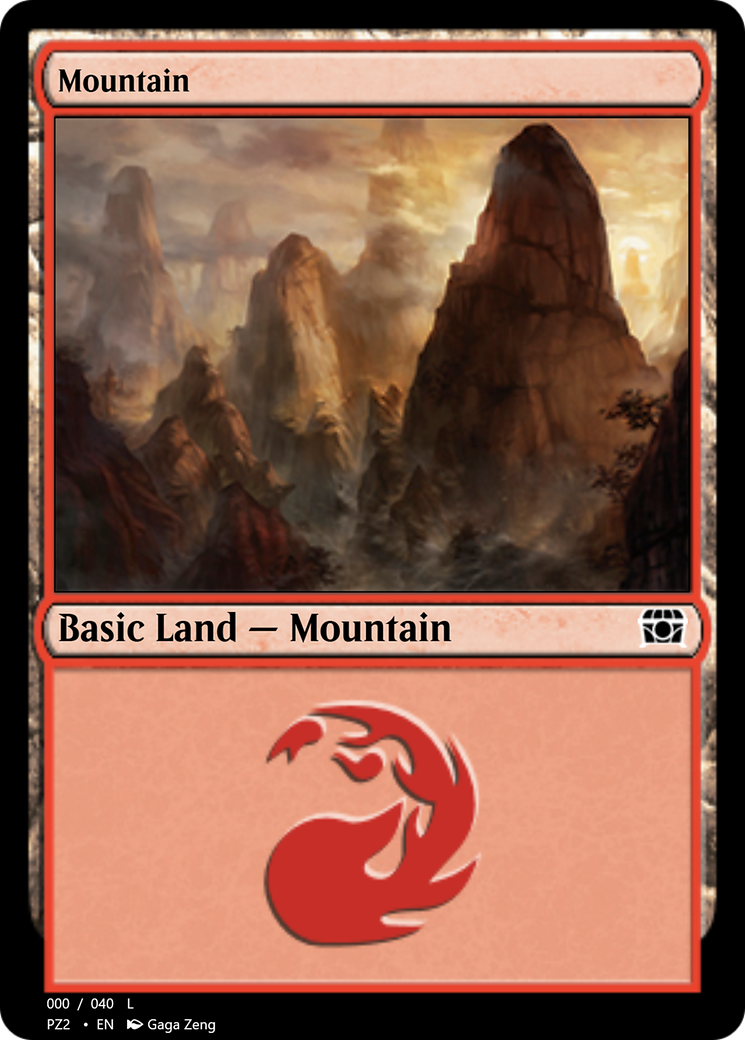 Mountain
Basic Land — Mountain
000 / 040 L
PZ2 • EN Gaga Zeng